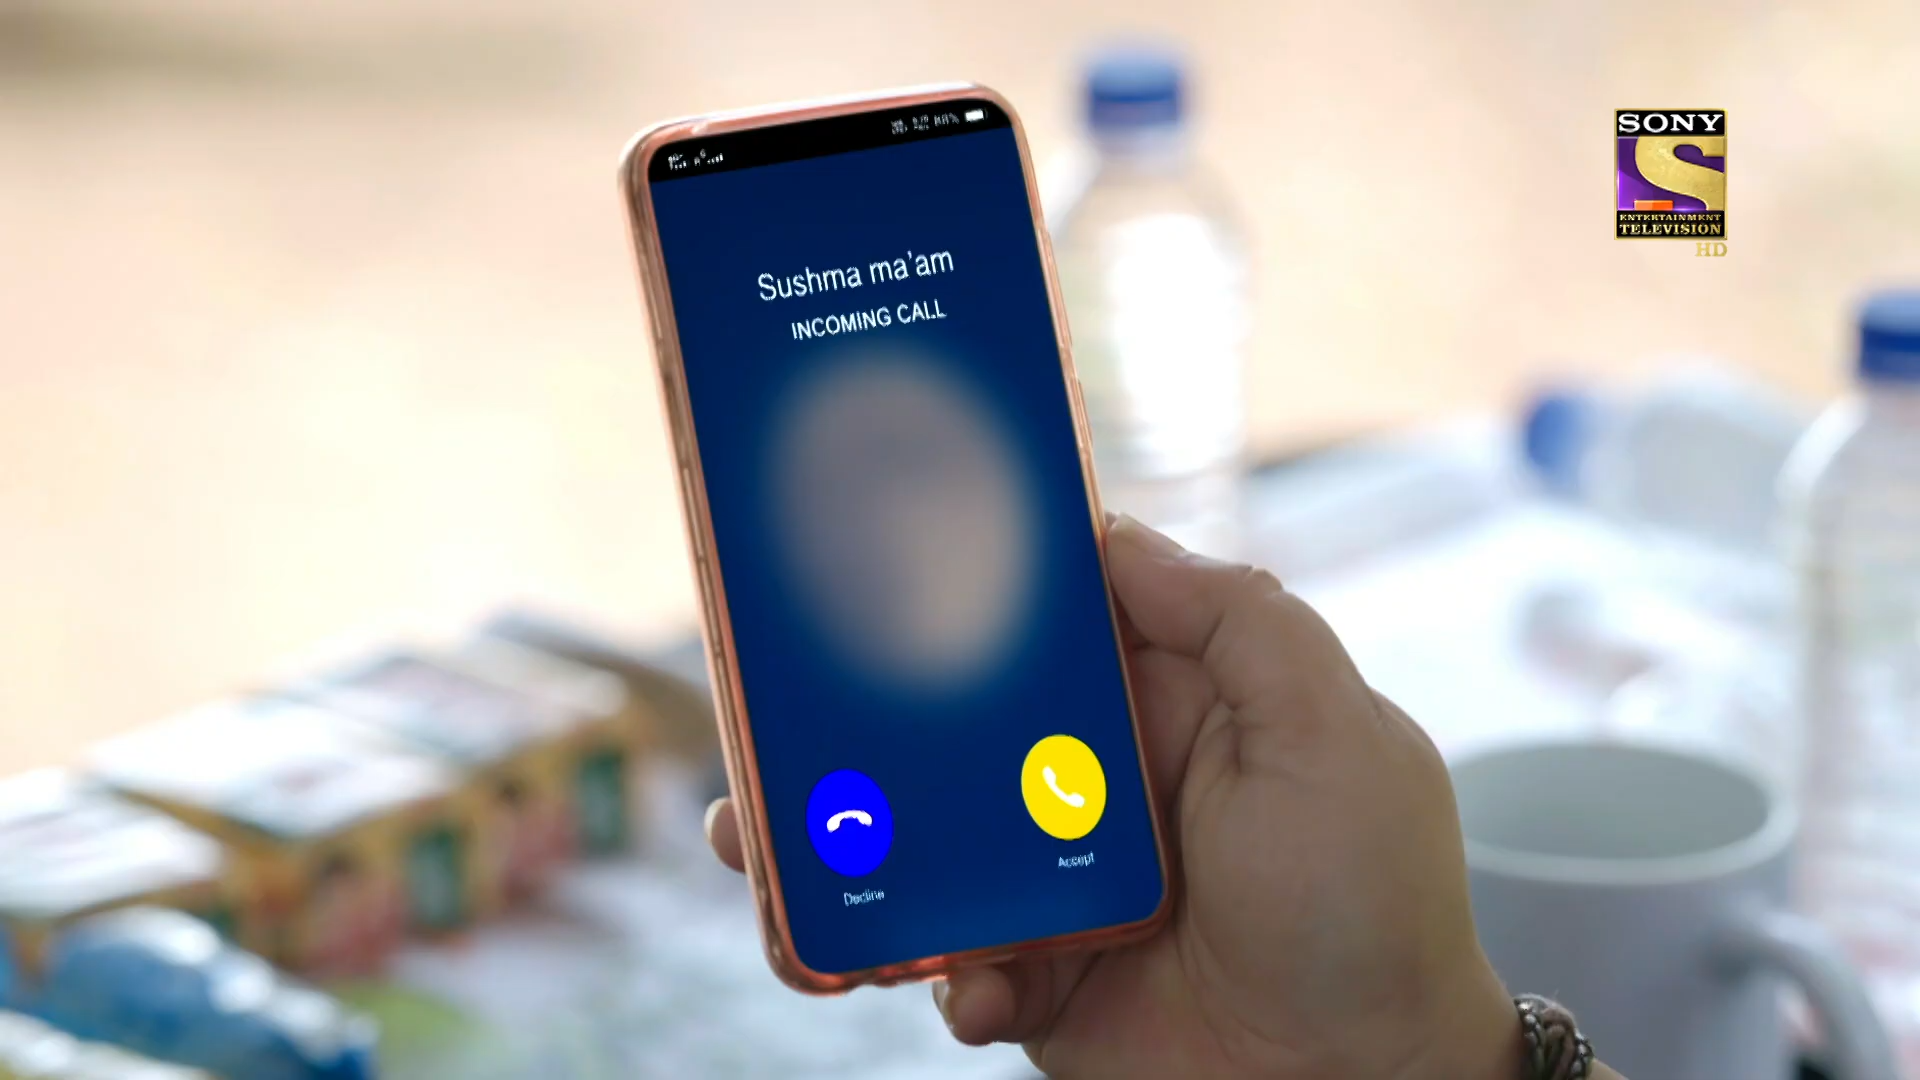 SONY
ENTERTAINMENT
TELEVISION
HD
Sushma ma'am
INCOMING CALL
Decline
Accept